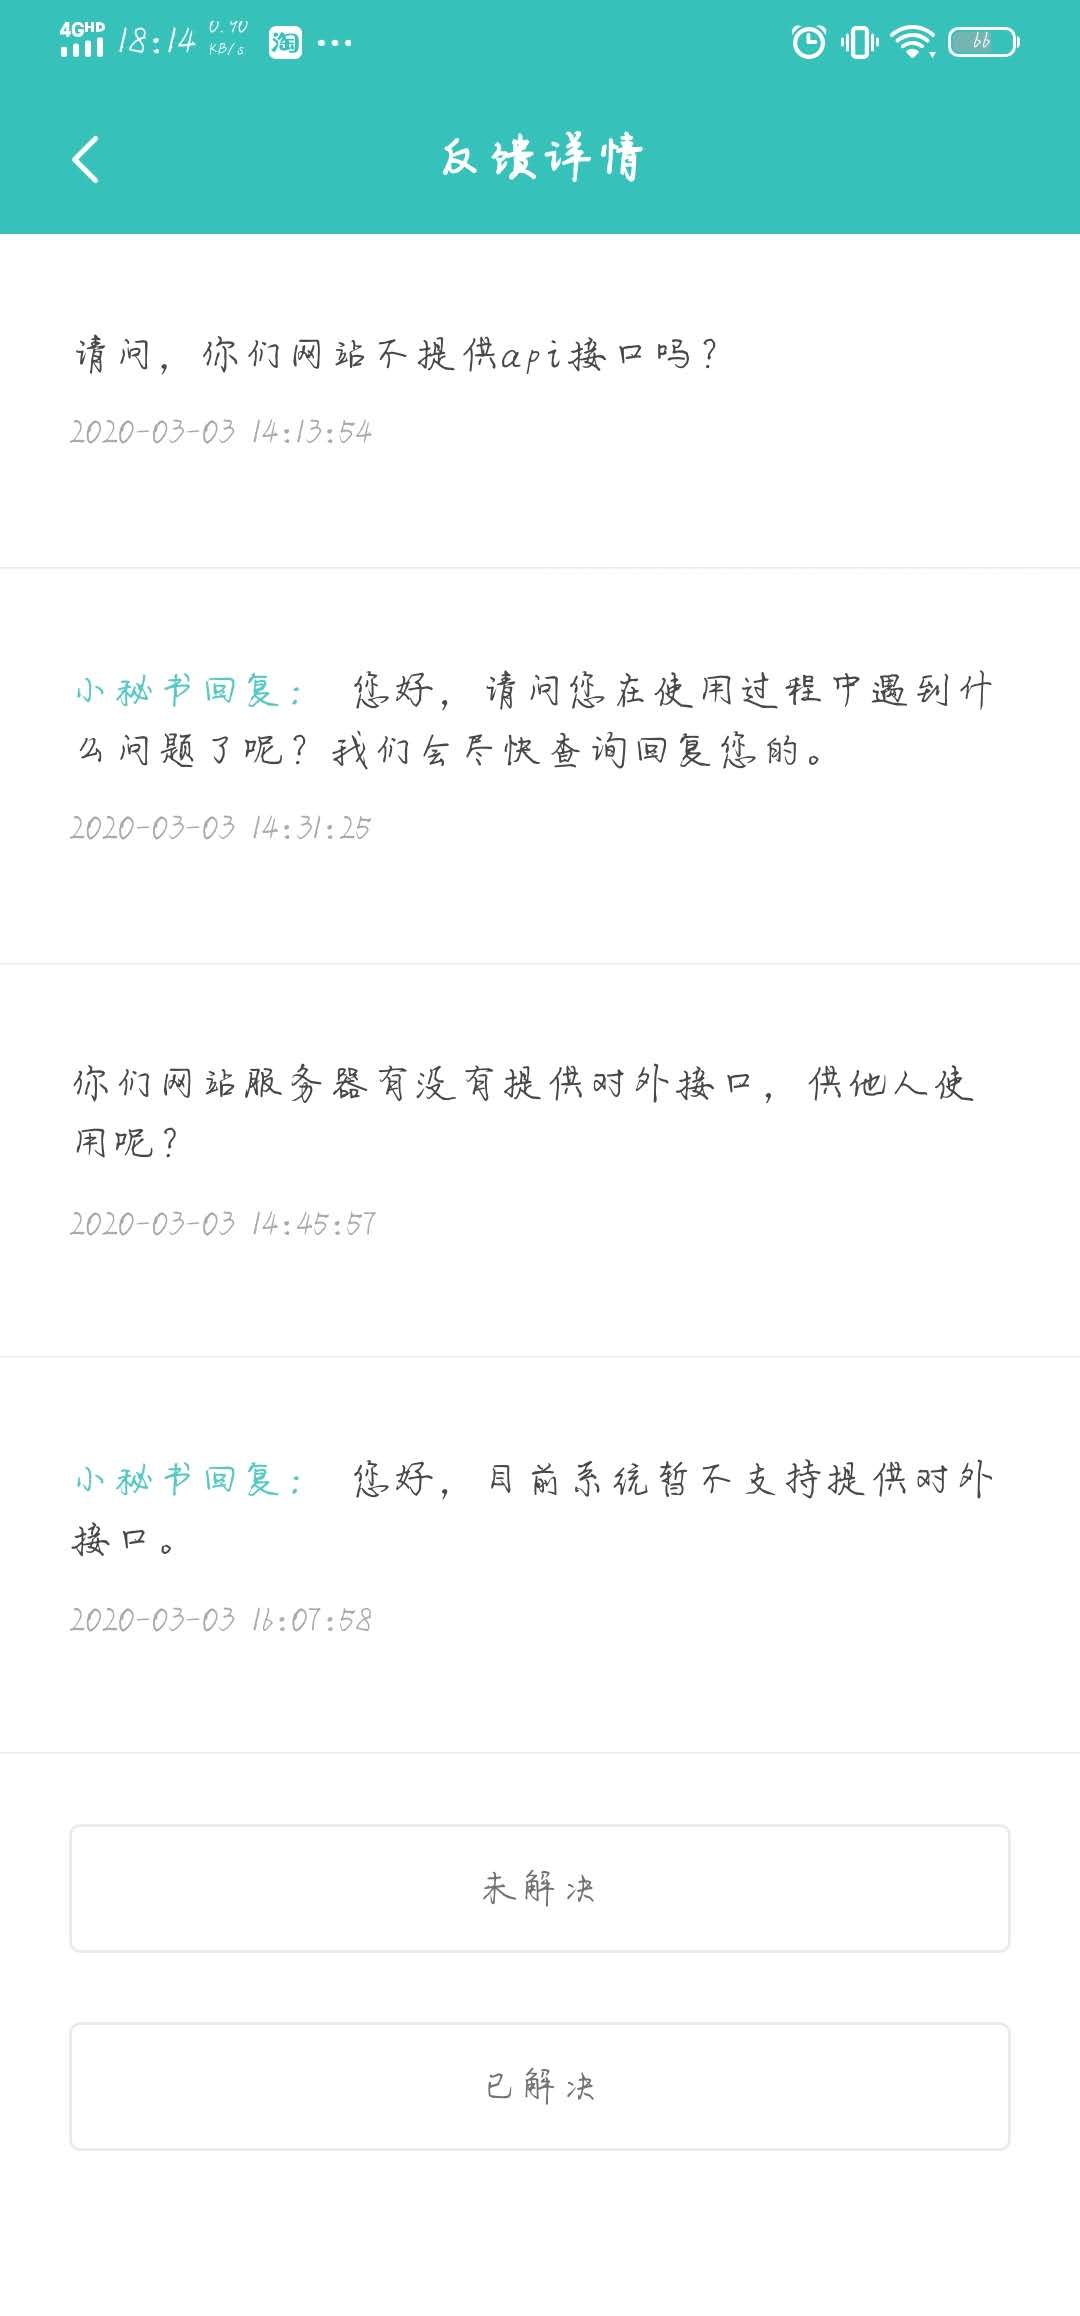 4GHD 18:14 0.90 KB/s 淘 66
反馈详情
请问，你们网站不提供api接口吗？
2020-03-03 14:13:54
小秘书回复： 您好，请问您在使用过程中遇到什
么问题了呢？我们会尽快查询回复您的。
2020-03-03 14:31:25
你们网站服务器有没有提供对外接口，供他人使
用呢？
2020-03-03 14:45:57
小秘书回复： 您好，目前系统暂不支持提供对外
接口。
2020-03-03 16:07:58
未解决
已解决